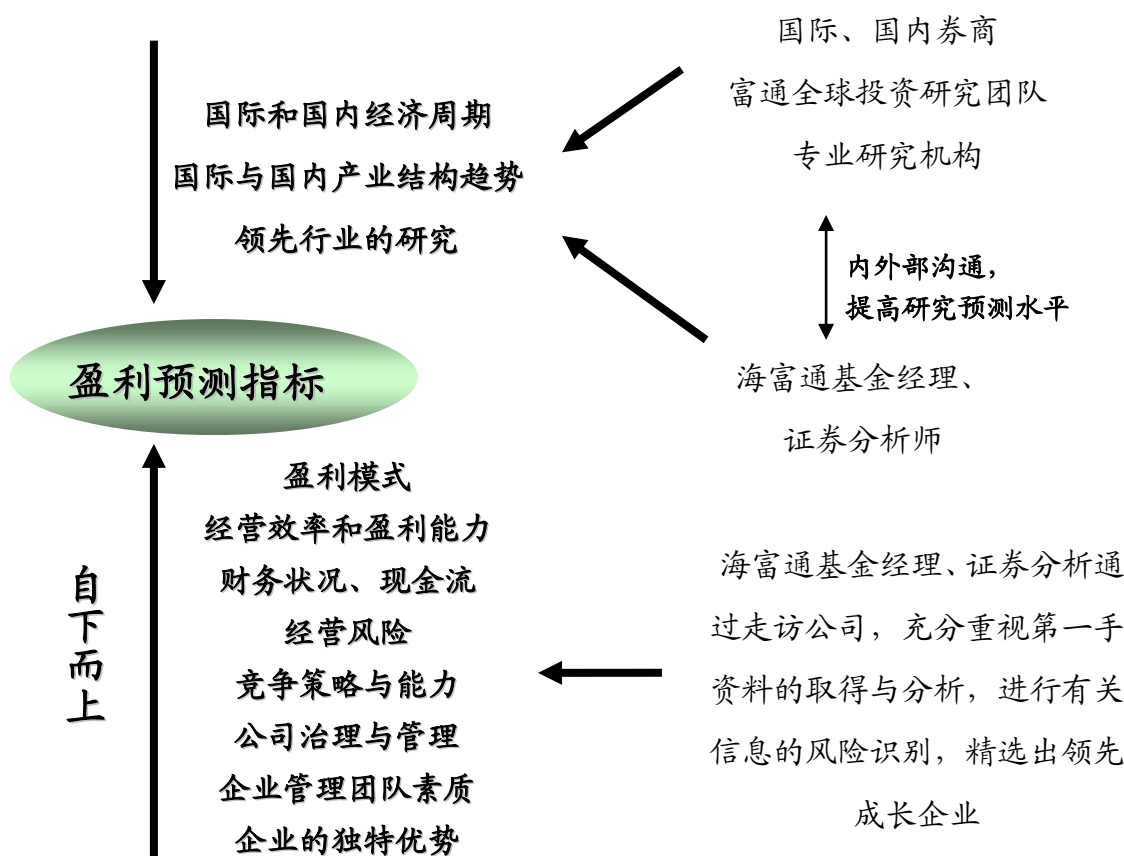 国际、国内券商
富通全球投资研究团队
专业研究机构
国际和国内经济周期
国际与国内产业结构趋势
领先行业的研究
内外部沟通，
提高研究预测水平
盈利预测指标
海富通基金经理、
证券分析师
自下而上
盈利模式
经营效率和盈利能力
财务状况、现金流
经营风险
竞争策略与能力
公司治理与管理
企业管理团队素质
企业的独特优势
海富通基金经理、证券分析通
过走访公司，充分重视第一手
资料的取得与分析，进行有关
信息的风险识别，精选出领先
成长企业